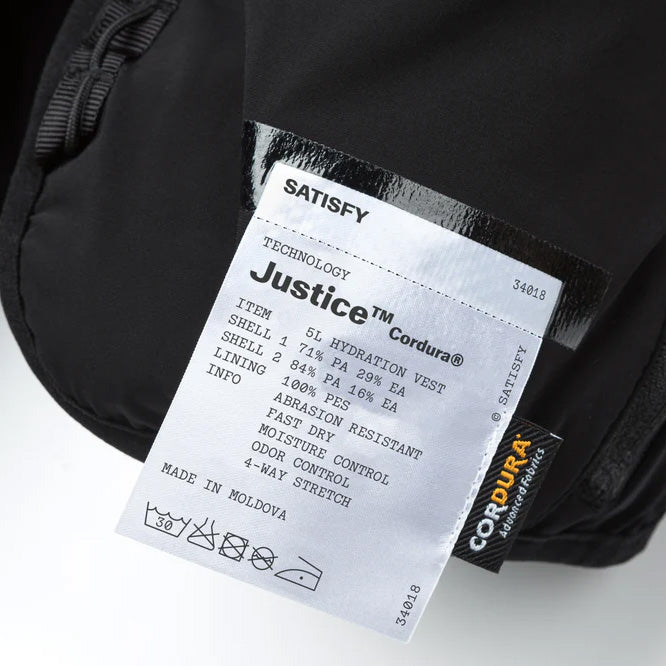 SATISFY
34018
TECHNOLOGY
Justice™ Cordura®
ITEM 5L HYDRATION VEST
SHELL 1 71% PA 29% EA
SHELL 2 84% PA 16% EA
LINING 100% PES
INFO ABRASION RESISTANT
FAST DRY
MOISTURE CONTROL
ODOR CONTROL
4-WAY STRETCH
MADE IN MOLDOVA
30
© SATISFY
34018
CORDURA®
Advanced Fabrics